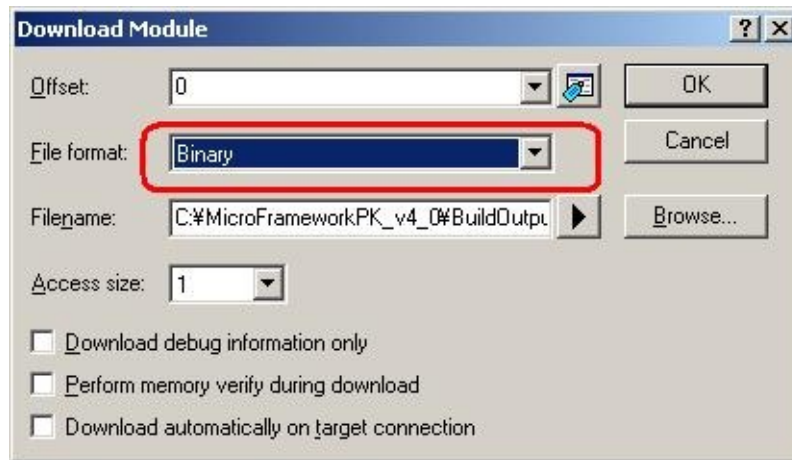 Download Module
Offset: 0
OK
File format: Binary
Cancel
Filename: C:¥MicroFrameworkPK_v4_0¥BuildOutpu
Browse...
Access size: 1
Download debug information only
Perform memory verify during download
Download automatically on target connection